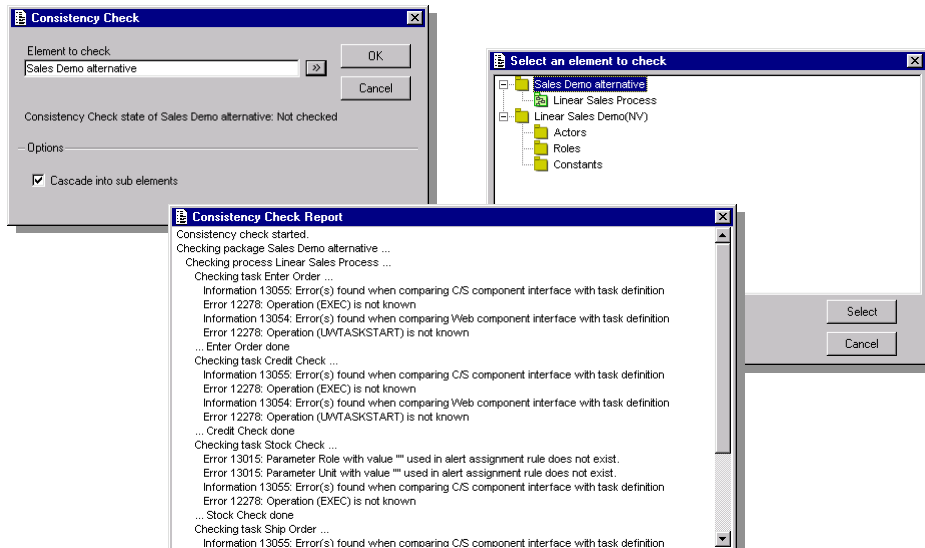 Consistency Check
Element to check
Sales Demo alternative
»
OK
Cancel
Consistency Check state of Sales Demo alternative: Not checked
Options
Cascade into sub elements
Select an element to check
Sales Demo alternative
Linear Sales Process
Linear Sales Demo(NV)
Actors
Roles
Constants
Select
Cancel
Consistency Check Report
Consistency check started.
Checking package Sales Demo alternative ...
Checking process Linear Sales Process ...
Checking task Enter Order ...
Information 13055: Error(s) found when comparing C/S component interface with task definition
Error 12278: Operation (EXEC) is not known
Information 13054: Error(s) found when comparing Web component interface with task definition
Error 12278: Operation (UWTASKSTART) is not known
... Enter Order done
Checking task Credit Check ...
Information 13055: Error(s) found when comparing C/S component interface with task definition
Error 12278: Operation (EXEC) is not known
Information 13054: Error(s) found when comparing Web component interface with task definition
Error 12278: Operation (UWTASKSTART) is not known
... Credit Check done
Checking task Stock Check ...
Error 13015: Parameter Role with value "" used in alert assignment rule does not exist.
Error 13015: Parameter Unit with value "" used in alert assignment rule does not exist.
Information 13055: Error(s) found when comparing C/S component interface with task definition
Error 12278: Operation (EXEC) is not known
... Stock Check done
Checking task Ship Order ...
Information 13055: Error(s) found when comparing C/S component interface with task definition